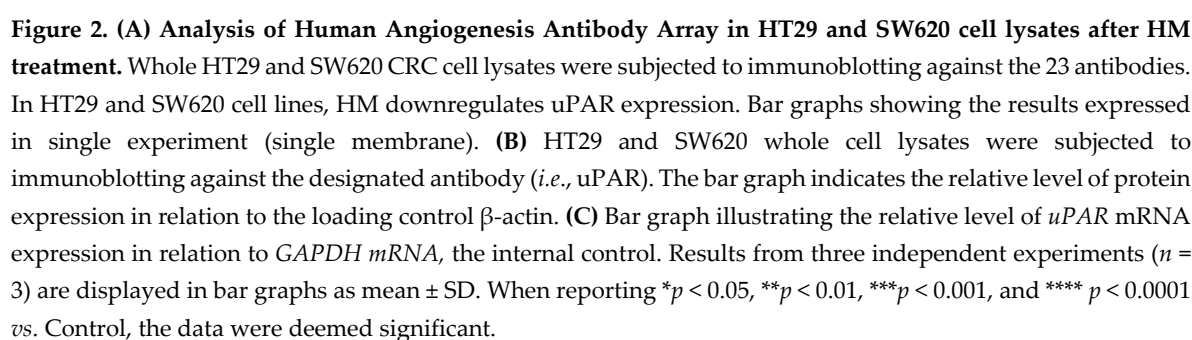 Figure 2. (A) Analysis of Human Angiogenesis Antibody Array in HT29 and SW620 cell lysates after HM
treatment. Whole HT29 and SW620 CRC cell lysates were subjected to immunoblotting against the 23 antibodies.
In HT29 and SW620 cell lines, HM downregulates uPAR expression. Bar graphs showing the results expressed
in single experiment (single membrane). (B) HT29 and SW620 whole cell lysates were subjected to
immunoblotting against the designated antibody (i.e., uPAR). The bar graph indicates the relative level of protein
expression in relation to the loading control β-actin. (C) Bar graph illustrating the relative level of uPAR mRNA
expression in relation to GAPDH mRNA, the internal control. Results from three independent experiments (n =
3) are displayed in bar graphs as mean ± SD. When reporting *p < 0.05, **p < 0.01, ***p < 0.001, and **** p < 0.0001
vs. Control, the data were deemed significant.